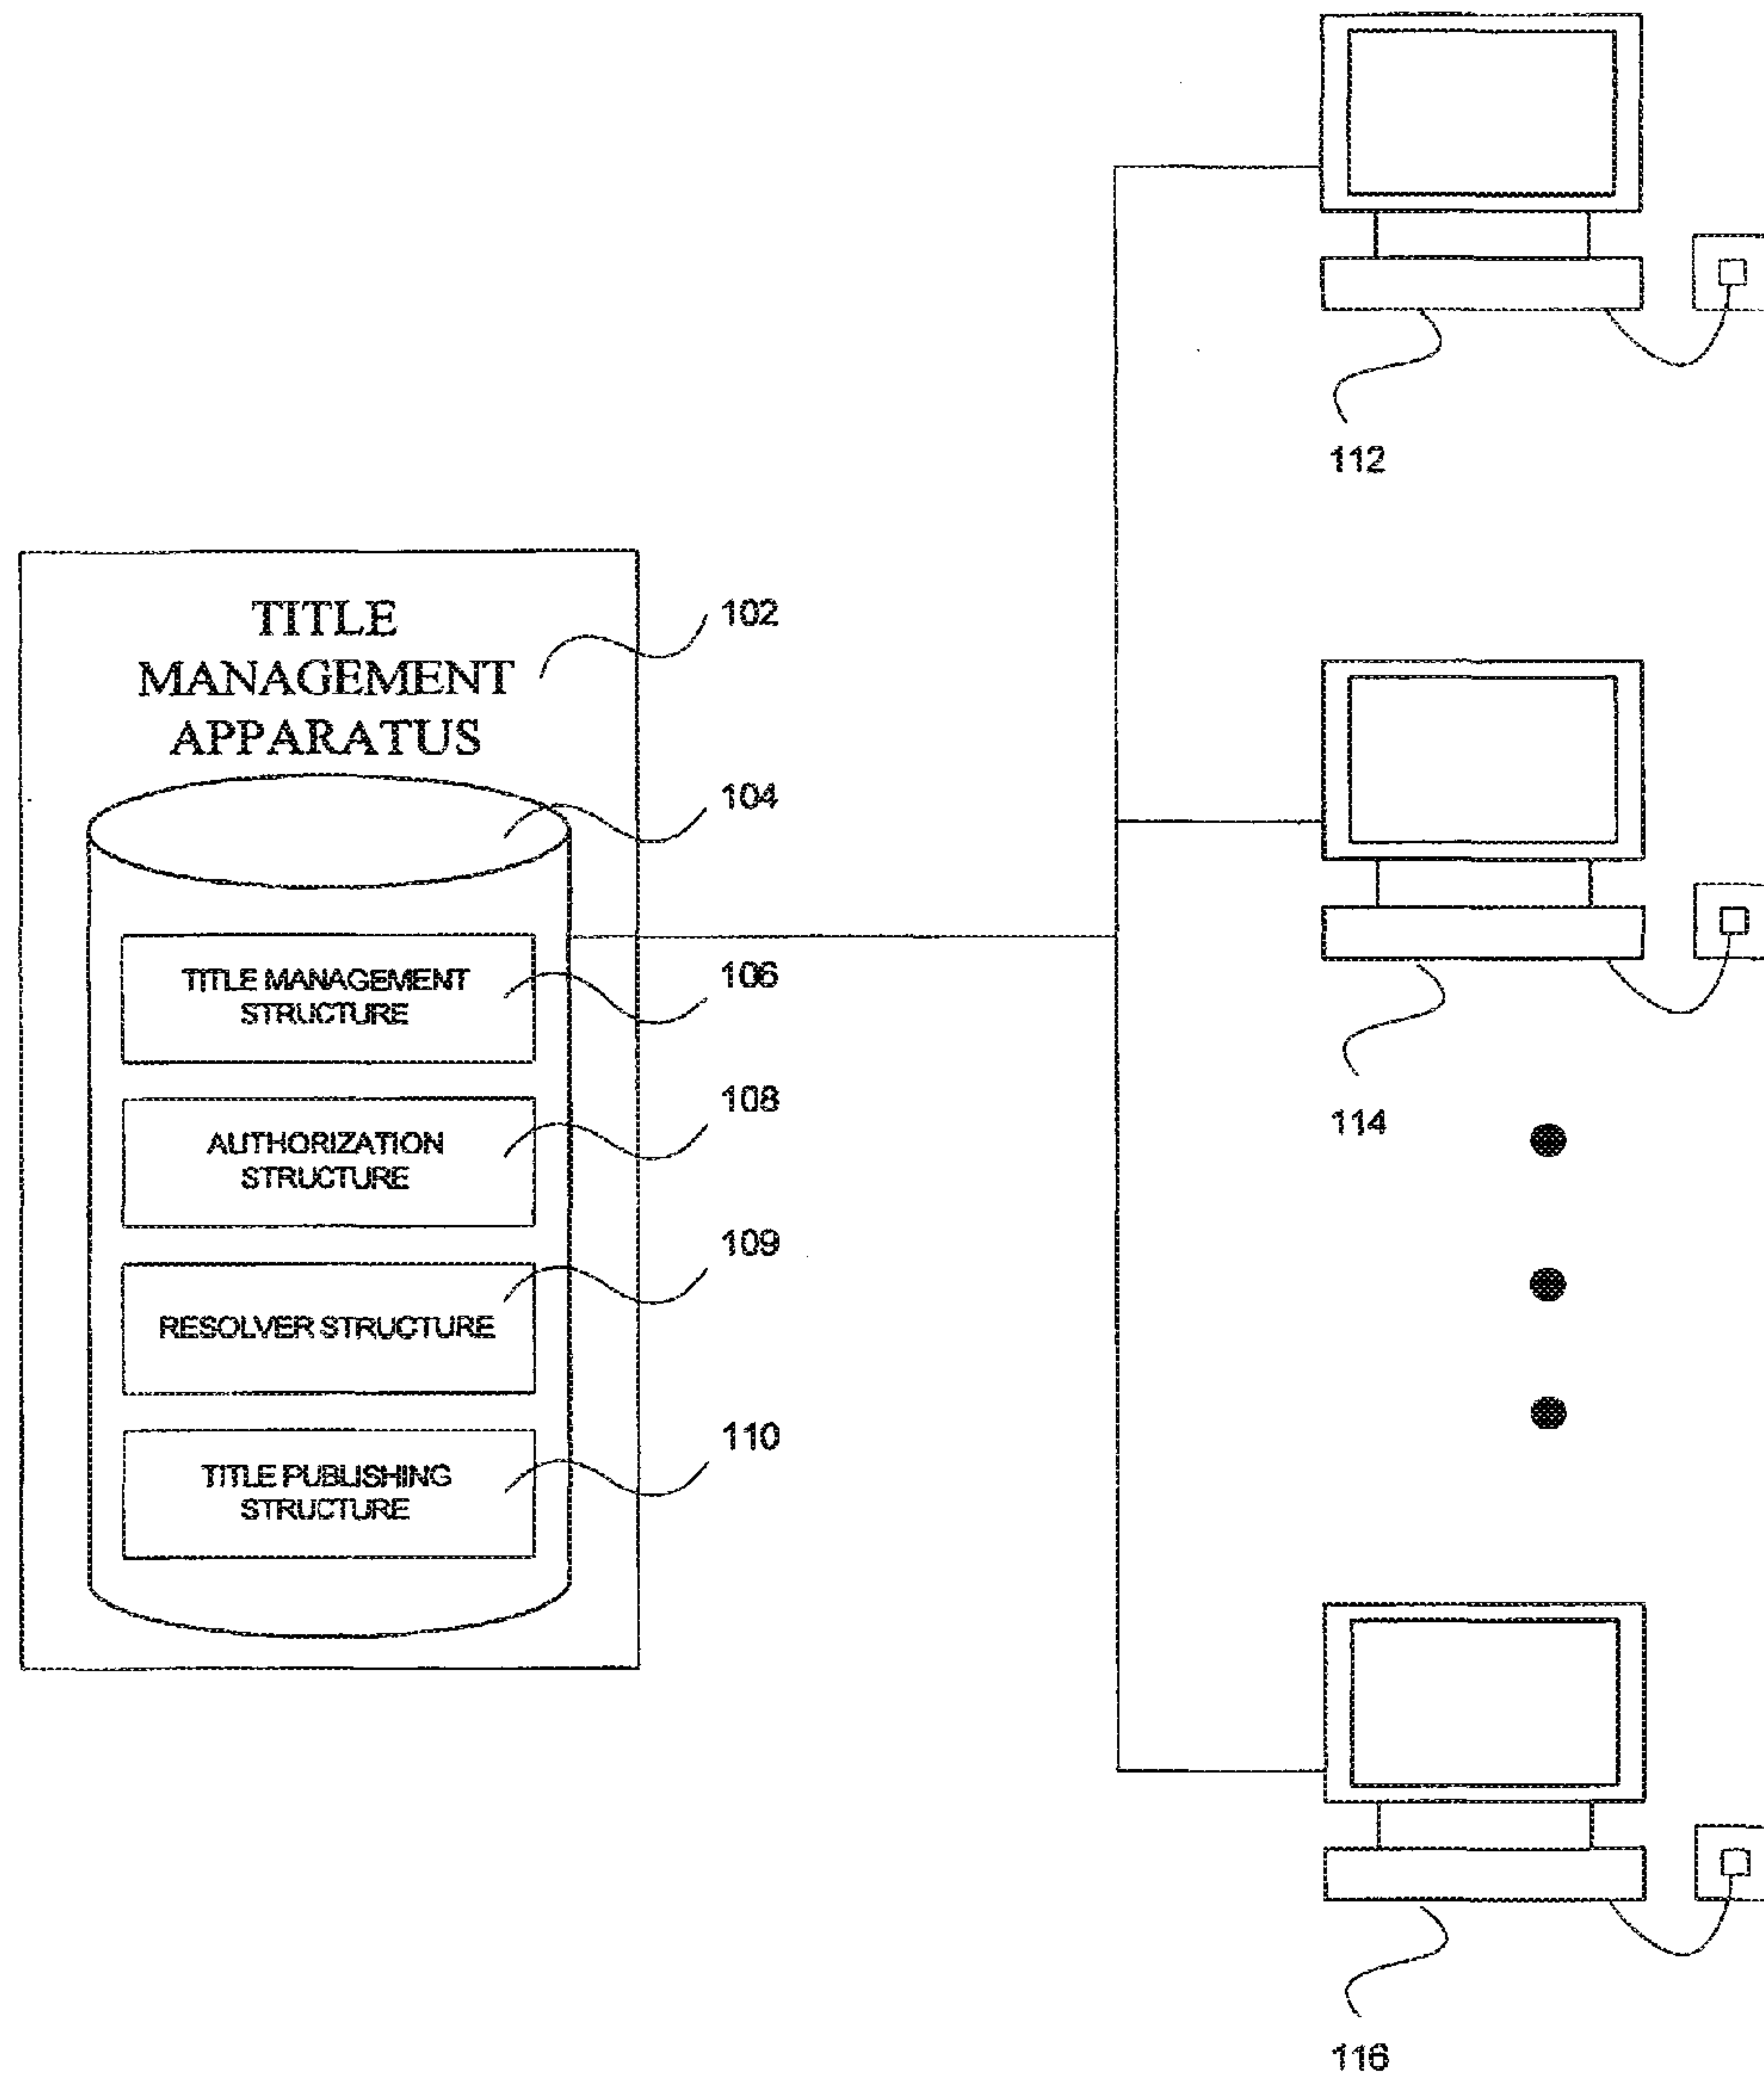 TITLE
MANAGEMENT
APPARATUS
102
104
TITLE MANAGEMENT
STRUCTURE
106
AUTHORIZATION
STRUCTURE
108
RESOLVER STRUCTURE
109
TITLE PUBLISHING
STRUCTURE
110
112
114
116